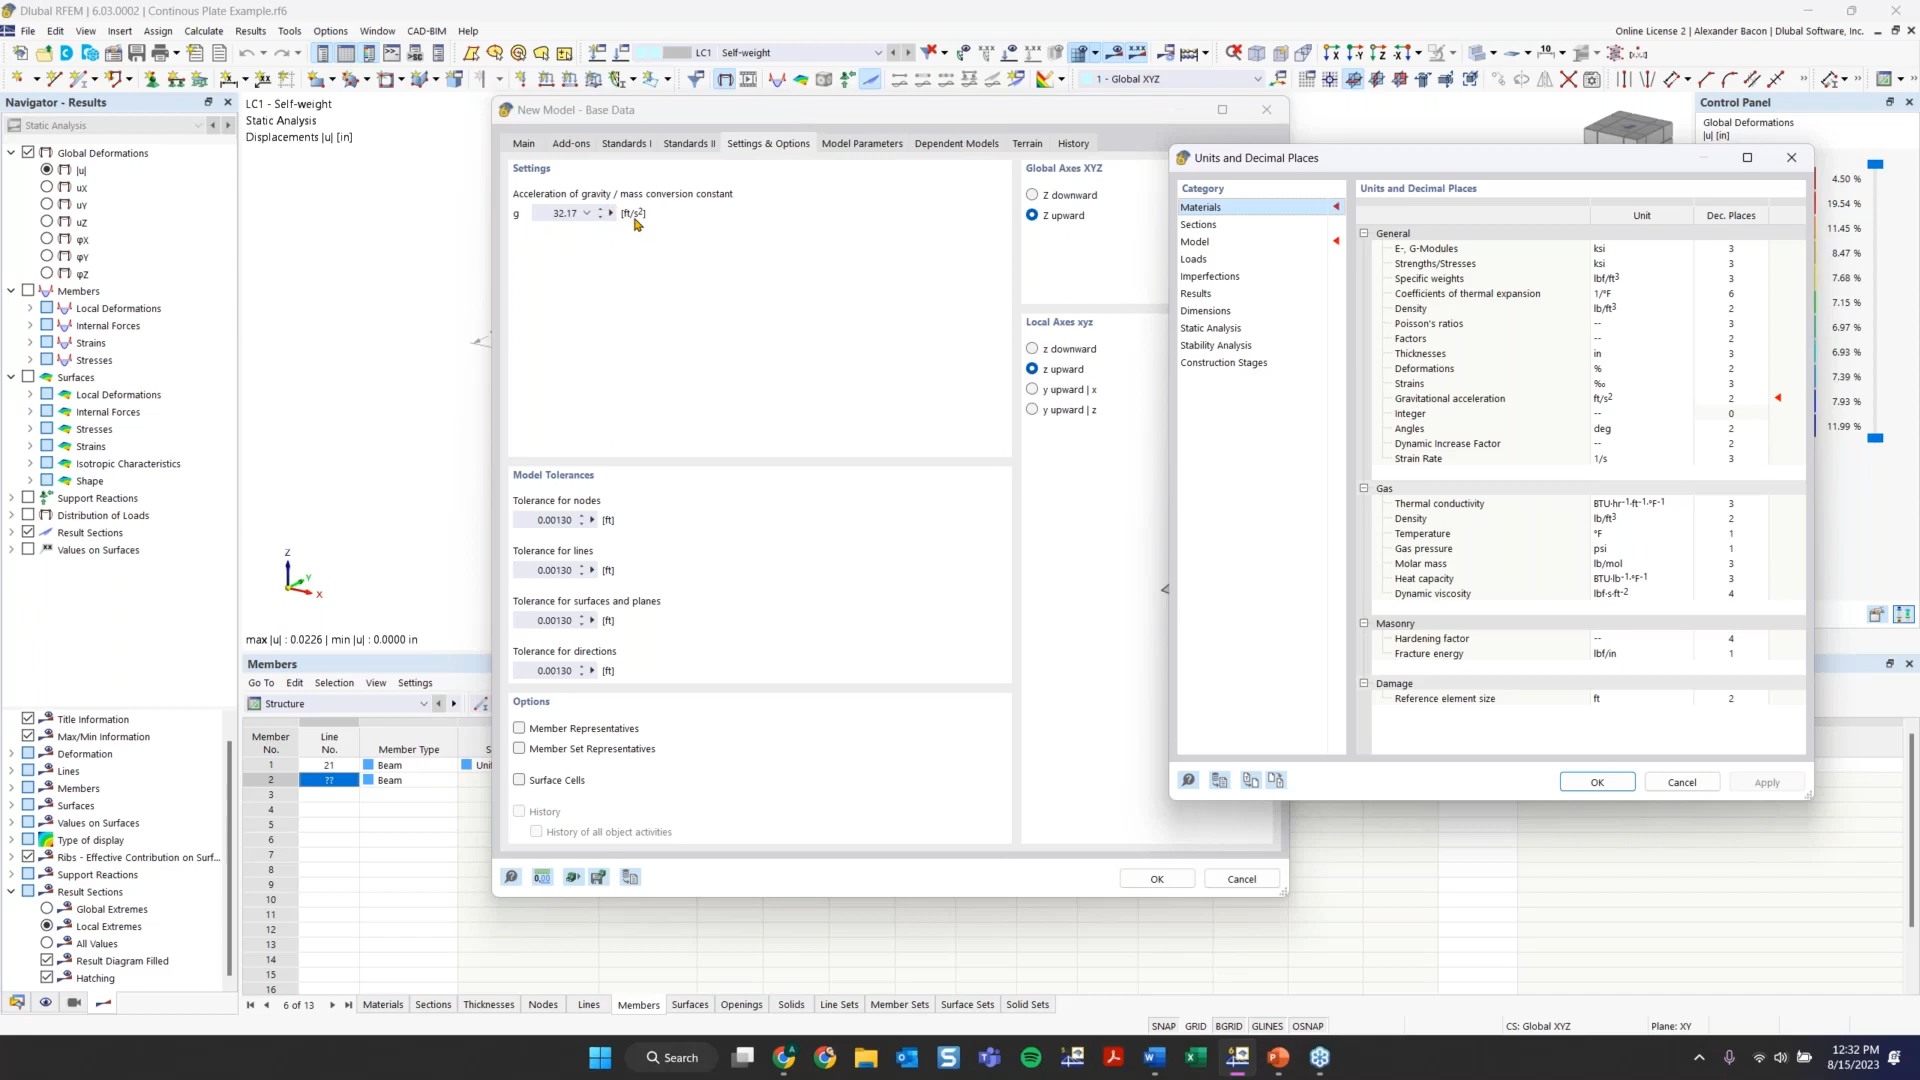 Dlubal RFEM | 6.03.0002 | Continous Plate Example.rf6
File Edit View Insert Assign Calculate Results Tools Options Window CAD-BIM Help
Online License 2 | Alexander Bacon | Dlubal Software, Inc.
LC1 Self-weight
1 - Global XYZ
Navigator - Results
Static Analysis
Global Deformations
|u|
uX
uY
uZ
φX
φY
φZ
Members
Local Deformations
Internal Forces
Strains
Stresses
Surfaces
Local Deformations
Internal Forces
Stresses
Strains
Isotropic Characteristics
Shape
Support Reactions
Distribution of Loads
Result Sections
Values on Surfaces
Title Information
Max/Min Information
Deformation
Lines
Members
Surfaces
Values on Surfaces
Type of display
Ribs - Effective Contribution on Surf...
Support Reactions
Result Sections
Global Extremes
Local Extremes
All Values
Result Diagram Filled
Hatching
LC1 - Self-weight
Static Analysis
Displacements |u| [in]
Z
Y
X
max |u| : 0.0226 | min |u| : 0.0000 in
Members
Go To Edit Selection View Settings
Structure
Member No. Line No. Member Type S
1 21 Beam Uni
2 ?? Beam
3
4
5
6
7
8
9
10
11
12
13
14
15
16
6 of 13 Materials Sections Thicknesses Nodes Lines Members Surfaces Openings Solids Line Sets Member Sets Surface Sets Solid Sets
New Model - Base Data
Main Add-ons Standards I Standards II Settings & Options Model Parameters Dependent Models Terrain History
Settings
Acceleration of gravity / mass conversion constant
g 32.17 [ft/s2]
Model Tolerances
Tolerance for nodes
0.00130 [ft]
Tolerance for lines
0.00130 [ft]
Tolerance for surfaces and planes
0.00130 [ft]
Tolerance for directions
0.00130 [ft]
Options
Member Representatives
Member Set Representatives
Surface Cells
History
History of all object activities
Global Axes XYZ
Z downward
Z upward
Local Axes xyz
z downward
z upward
y upward | x
y upward | z
OK Cancel
Units and Decimal Places
Category
Materials
Sections
Model
Loads
Imperfections
Results
Dimensions
Static Analysis
Stability Analysis
Construction Stages
Units and Decimal Places
Unit Dec. Places
General
E-, G-Modules ksi 3
Strengths/Stresses ksi 3
Specific weights lbf/ft3 3
Coefficients of thermal expansion 1/°F 6
Density lb/ft3 2
Poisson's ratios -- 3
Factors -- 2
Thicknesses in 3
Deformations % 2
Strains ‰ 3
Gravitational acceleration ft/s2 2
Integer -- 0
Angles deg 2
Dynamic Increase Factor -- 2
Strain Rate 1/s 3
Gas
Thermal conductivity BTU·hr-1·ft-1·°F-1 3
Density lb/ft3 2
Temperature °F 1
Gas pressure psi 1
Molar mass lb/mol 3
Heat capacity BTU·lb-1·°F-1 3
Dynamic viscosity lbf·s·ft-2 4
Masonry
Hardening factor -- 4
Fracture energy lbf/in 1
Damage
Reference element size ft 2
OK Cancel Apply
Control Panel
Global Deformations
|u| [in]
4.50 %
19.54 %
11.45 %
8.47 %
7.68 %
7.15 %
6.97 %
6.93 %
7.39 %
7.93 %
11.99 %
SNAP GRID BGRID GLINES OSNAP CS: Global XYZ Plane: XY
Search
12:32 PM
8/15/2023